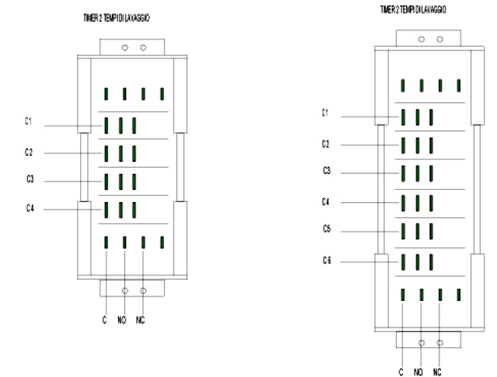 TIMER 2 TEMPI DI LAVAGGIO
C1
C2
C3
C4
C NO NC
TIMER 2 TEMPI DI LAVAGGIO
C1
C2
C3
C4
C5
C6
C NO NC